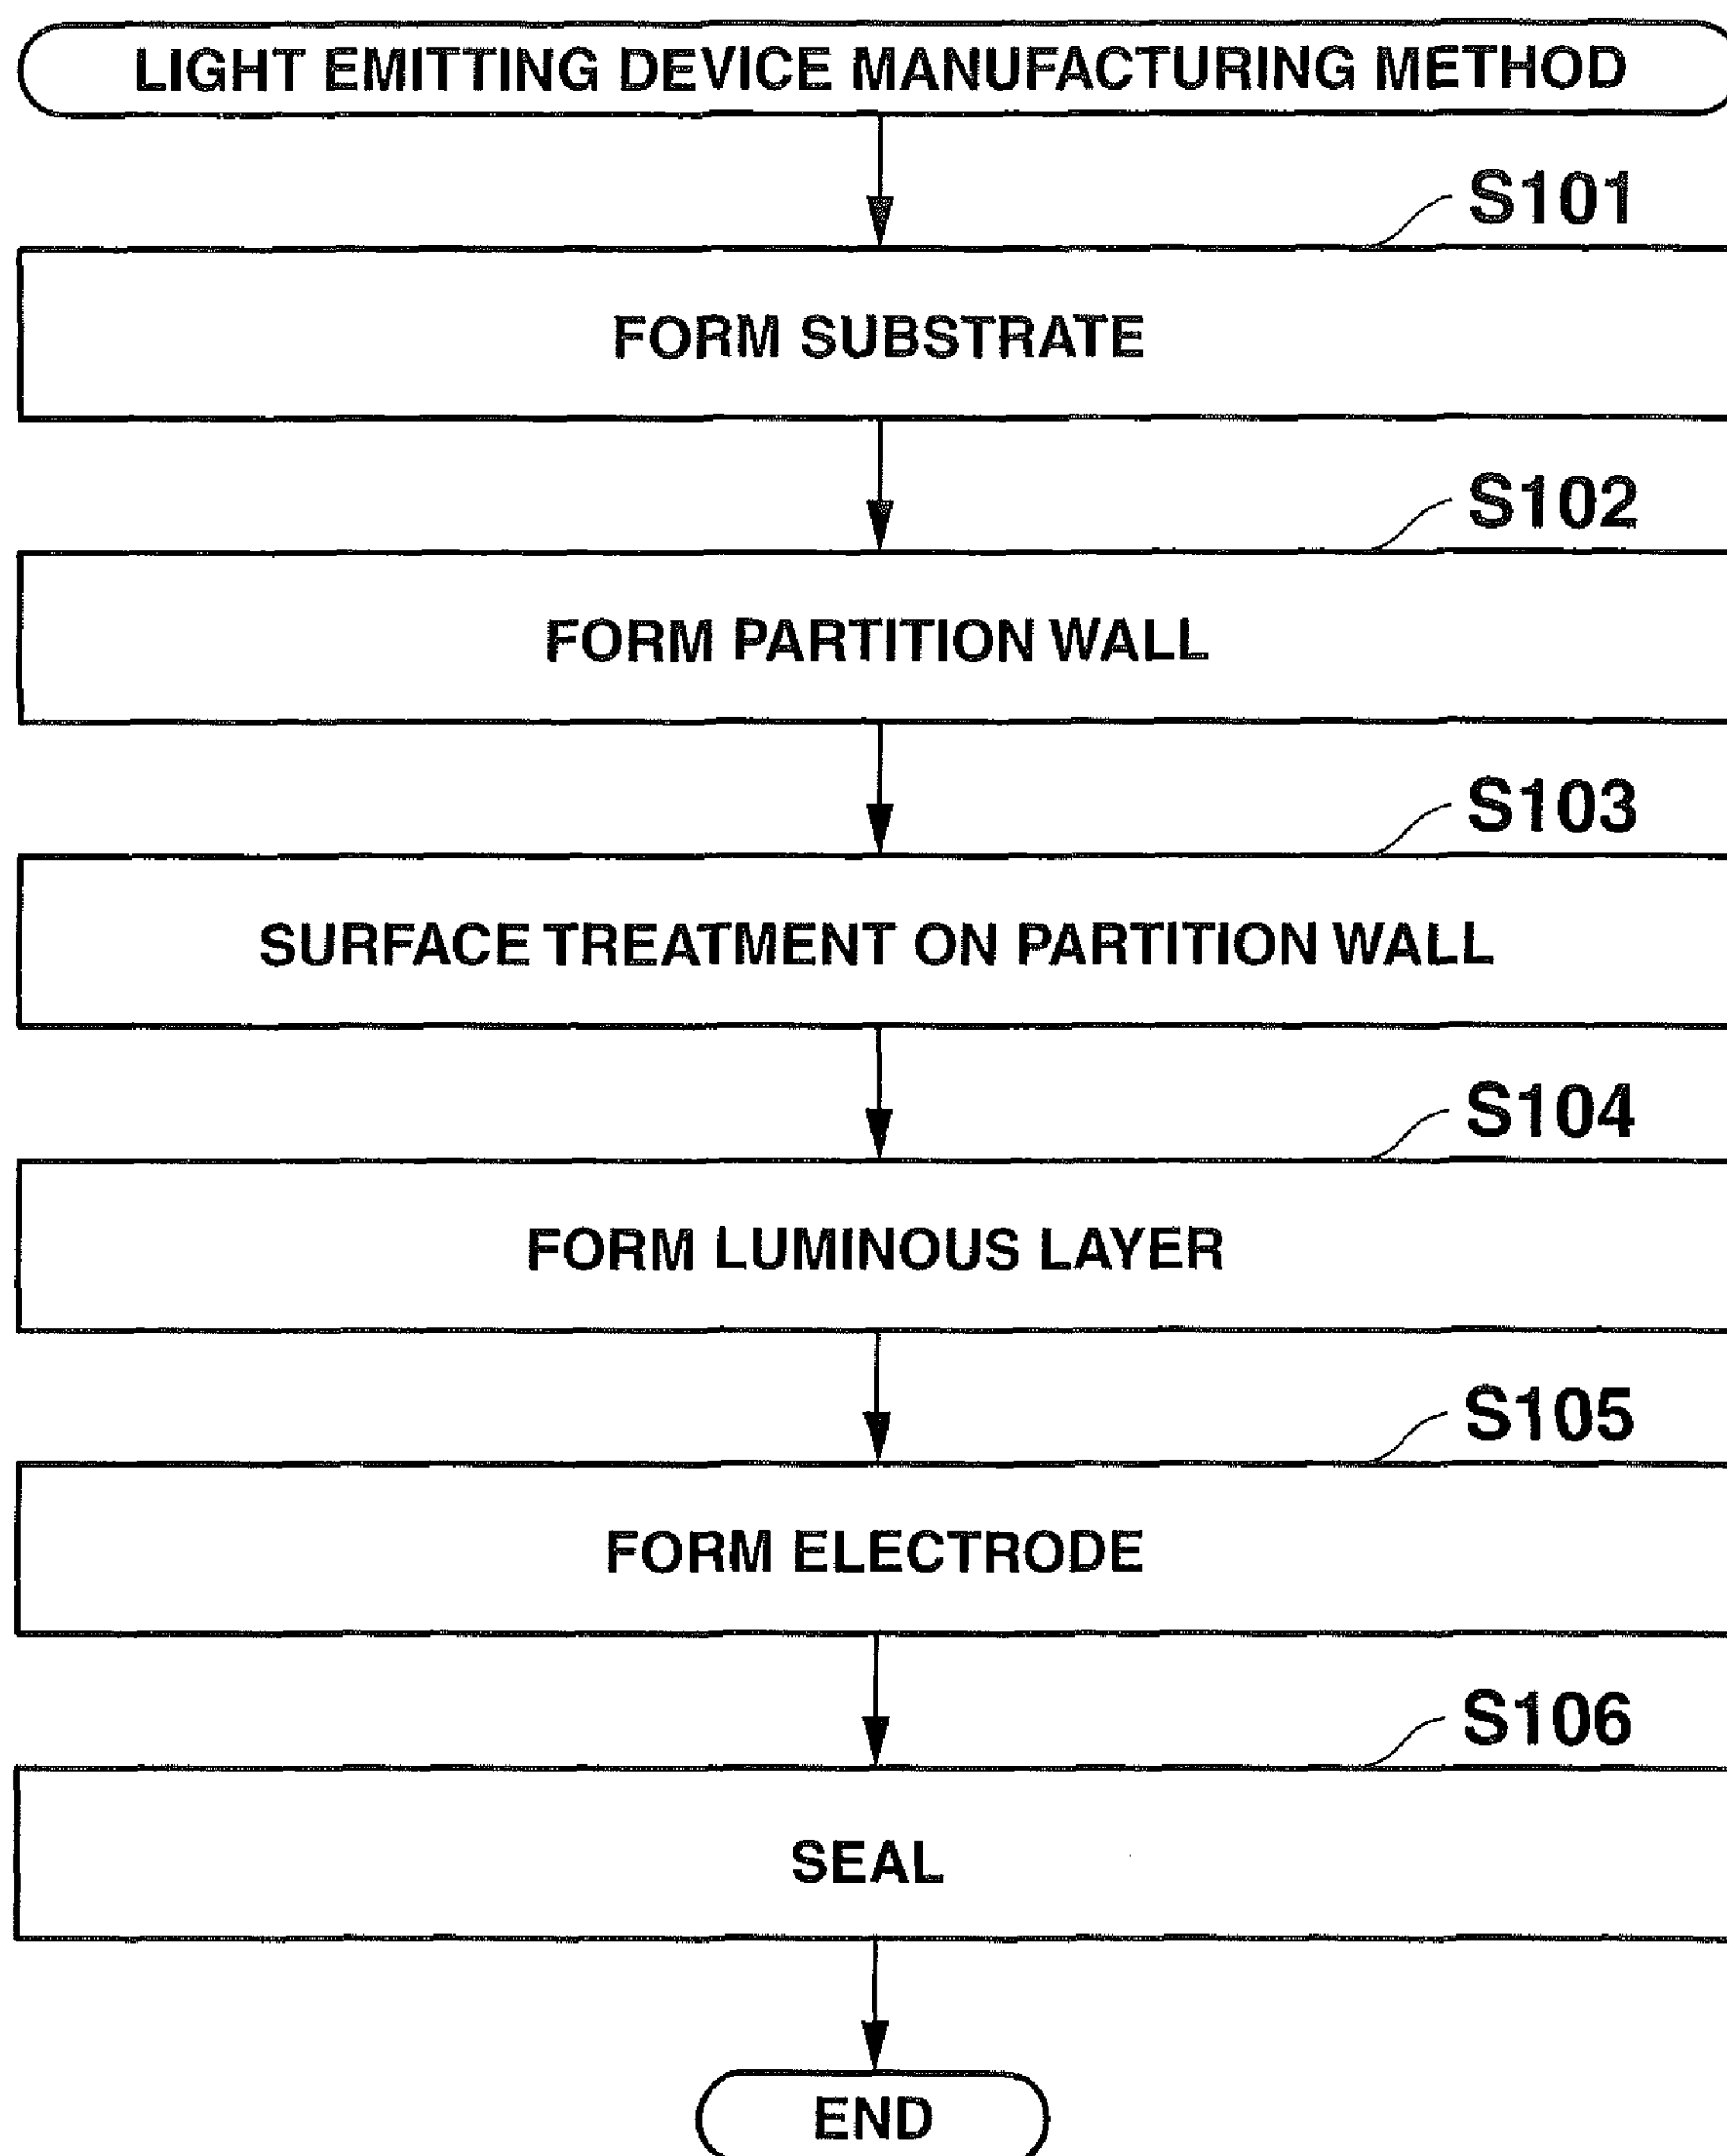 LIGHT EMITTING DEVICE MANUFACTURING METHOD
S101
FORM SUBSTRATE
S102
FORM PARTITION WALL
S103
SURFACE TREATMENT ON PARTITION WALL
S104
FORM LUMINOUS LAYER
S105
FORM ELECTRODE
S106
SEAL
END